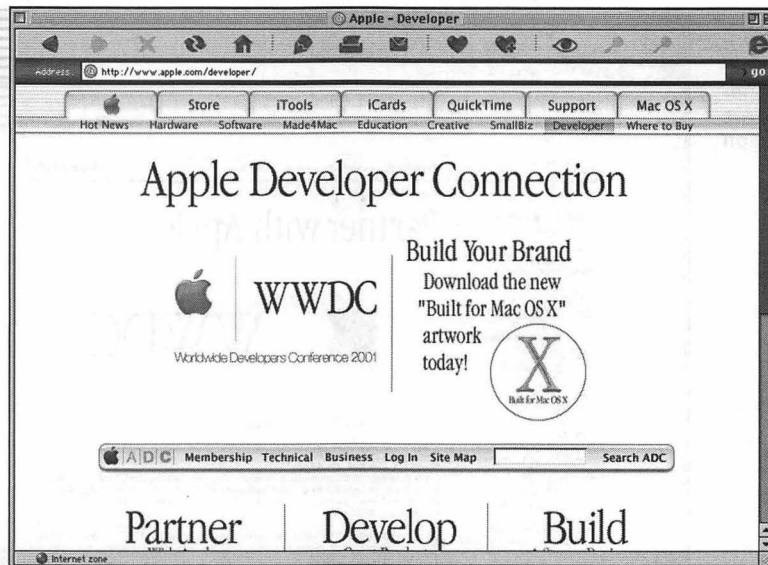 Apple - Developer
Address: http://www.apple.com/developer/ go
Store iTools iCards QuickTime Support Mac OS X
Hot News Hardware Software Made4Mac Education Creative SmallBiz Developer Where to Buy
Apple Developer Connection
WWDC
Worldwide Developers Conference 2001
Build Your Brand
Download the new
"Built for Mac OS X"
artwork
today!
X
Built for Mac OS X
ADC Membership Technical Business Log In Site Map Search ADC
Partner Develop Build
Internet zone